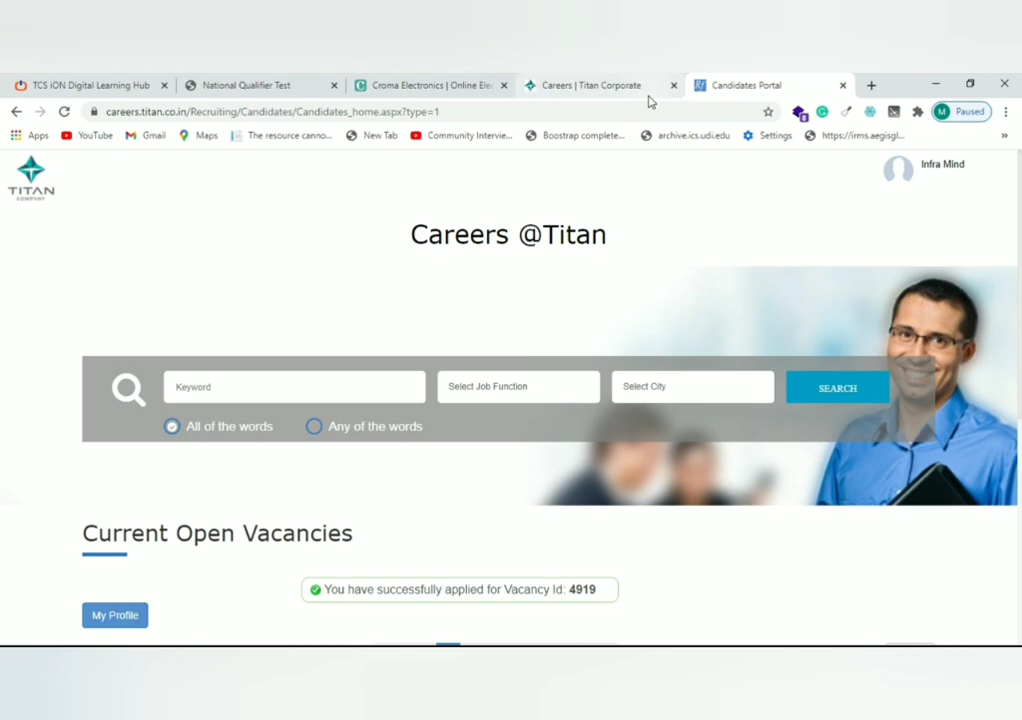 TCS iON Digital Learning Hub
National Qualifier Test
Croma Electronics | Online Ele
Careers | Titan Corporate
Candidates Portal
careers.titan.co.in/Recruiting/Candidates/Candidates_home.aspx?type=1
M Paused
Apps
YouTube
Gmail
Maps
The resource canno...
New Tab
Community Intervie...
Boostrap complete...
archive.ics.udi.edu
Settings
https://irms.aegisgl...
TITAN
COMPANY
Infra Mind
Careers @Titan
Keyword
Select Job Function
Select City
SEARCH
All of the words
Any of the words
Current Open Vacancies
You have successfully applied for Vacancy Id: 4919
My Profile